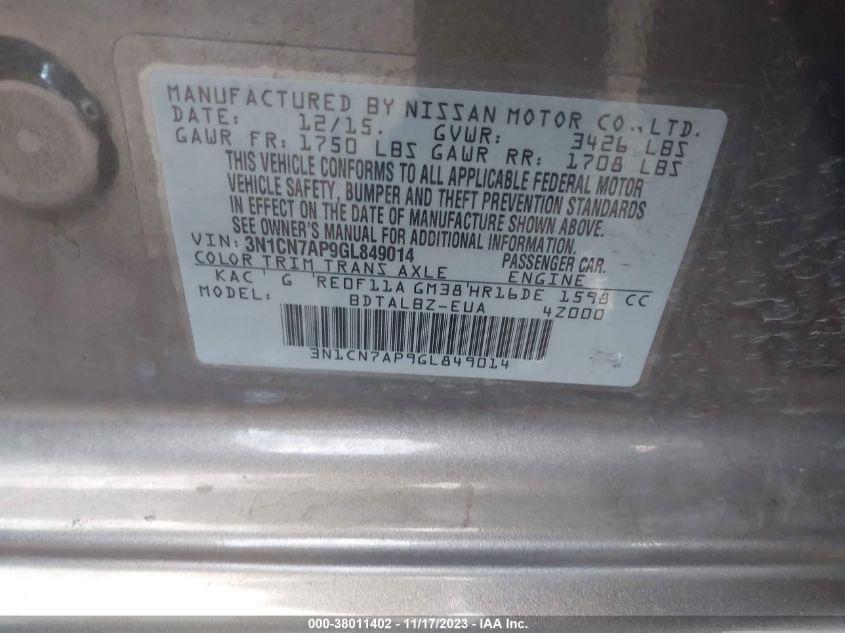 MANUFACTURED BY NISSAN MOTOR CO., LTD.
DATE: 12/15. GVWR: 3426 LBS
GAWR FR: 1750 LBS GAWR RR: 1708 LBS
THIS VEHICLE CONFORMS TO ALL APPLICABLE FEDERAL MOTOR
VEHICLE SAFETY, BUMPER AND THEFT PREVENTION STANDARDS
IN EFFECT ON THE DATE OF MANUFACTURE SHOWN ABOVE.
SEE OWNER'S MANUAL FOR ADDITIONAL INFORMATION.
VIN: 3N1CN7AP9GL849014 PASSENGER CAR.
COLOR TRIM TRANS AXLE ENGINE
KAC' G 'RE0F11A GM38'HR16DE 1598 CC
MODEL: BDTALBZ-EUA 4Z000
3N1CN7AP9GL849014
000-38011402 - 11/17/2023 - IAA Inc.